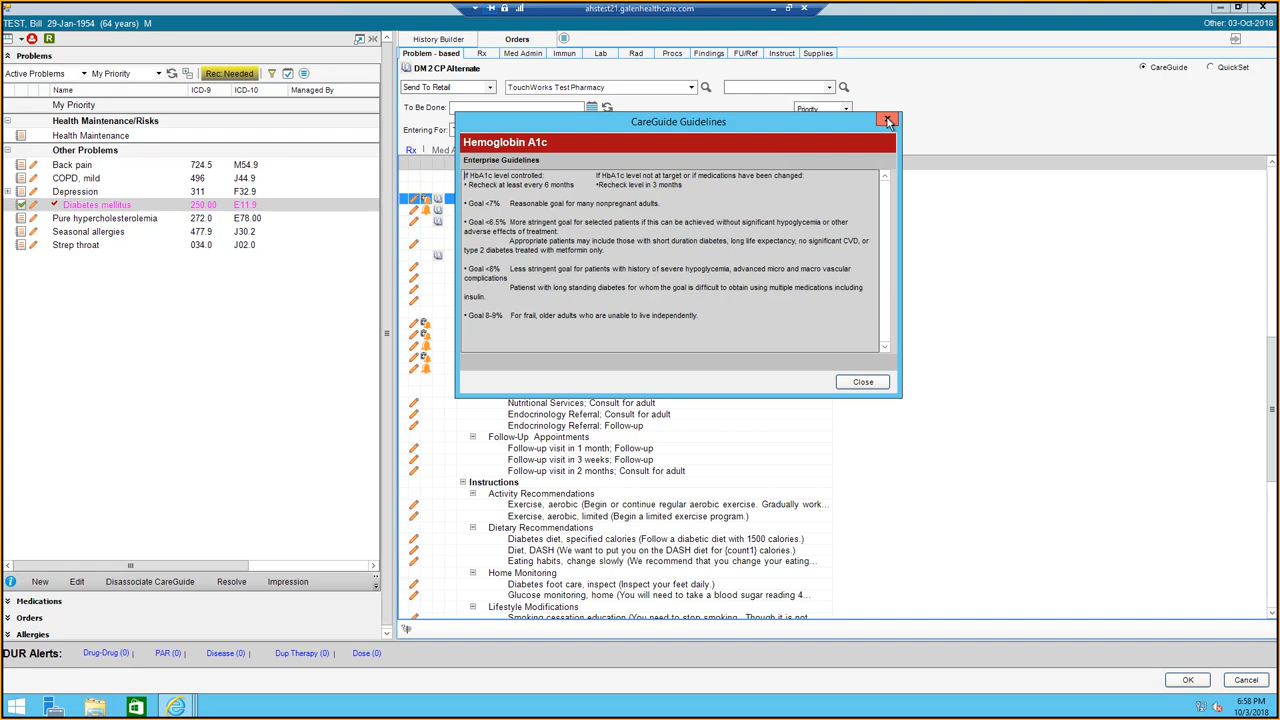 ahstest21.galenhealthcare.com
TEST, Bill 29-Jan-1954 (64 years) M
Other: 03-Oct-2018
Problems
Active Problems
My Priority
Rec: Needed
Name ICD-9 ICD-10 Managed By
My Priority
Health Maintenance/Risks
Health Maintenance
Other Problems
Back pain 724.5 M54.9
COPD, mild 496 J44.9
Depression 311 F32.9
Diabetes mellitus 250.00 E11.9
Pure hypercholesterolemia 272.0 E78.00
Seasonal allergies 477.9 J30.2
Strep throat 034.0 J02.0
New Edit Disassociate CareGuide Resolve Impression
Medications
Orders
Allergies
History Builder Orders
Problem - based Rx Med Admin Immun Lab Rad Procs Findings FU/Ref Instruct Supplies
DM 2 CP Alternate
CareGuide QuickSet
Send To Retail TouchWorks Test Pharmacy
To Be Done: Priority
Entering For:
Rx Med A
CareGuide Guidelines
Hemoglobin A1c
Enterprise Guidelines
If HbA1c level controlled: If HbA1c level not at target or if medications have been changed:
• Recheck at least every 6 months •Recheck level in 3 months
• Goal <7% Reasonable goal for many nonpregnant adults.
• Goal <6.5% More stringent goal for selected patients if this can be achieved without significant hypoglycemia or other
adverse effects of treatment.
Appropriate patients may include those with short duration diabetes, long life expectancy, no significant CVD, or
type 2 diabetes treated with metformin only.
• Goal <8% Less stringent goal for patients with history of severe hypoglycemia, advanced micro and macro vascular
complications
Patienst with long standing diabetes for whom the goal is difficult to obtain using multiple medications including
insulin.
• Goal 8-9% For frail, older adults who are unable to live independently.
Close
Nutritional Services; Consult for adult
Endocrinology Referral; Consult for adult
Endocrinology Referral; Follow-up
Follow-Up Appointments
Follow-up visit in 1 month; Follow-up
Follow-up visit in 3 weeks; Follow-up
Follow-up visit in 2 months; Consult for adult
Instructions
Activity Recommendations
Exercise, aerobic (Begin or continue regular aerobic exercise. Gradually work...
Exercise, aerobic, limited (Begin a limited exercise program.)
Dietary Recommendations
Diabetes diet, specified calories (Follow a diabetic diet with 1500 calories.)
Diet, DASH (We want to put you on the DASH diet for {count1} calories.)
Eating habits, change slowly (We recommend that you change your eating...
Home Monitoring
Diabetes foot care, inspect (Inspect your feet daily.)
Glucose monitoring, home (You will need to take a blood sugar reading 4...
Lifestyle Modifications
Smoking cessation education (You need to stop smoking. Though it is not
DUR Alerts: Drug-Drug (0) | PAR (0) | Disease (0) | Dup Therapy (0) | Dose (0)
OK Cancel
6:58 PM
10/3/2018